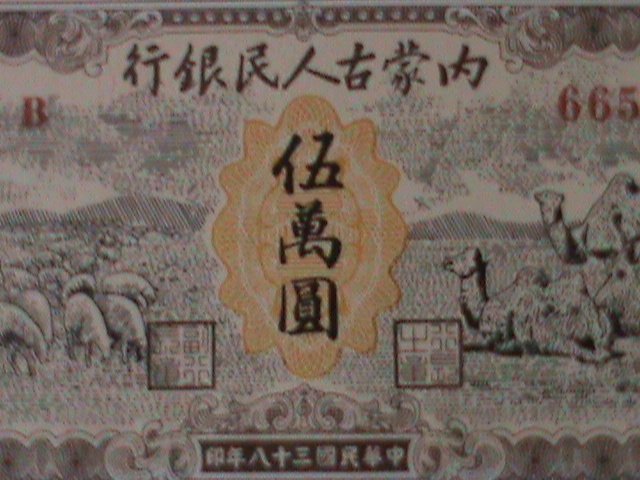 内蒙古人民銀行
B 665
伍萬圓
中華民國三十八年印